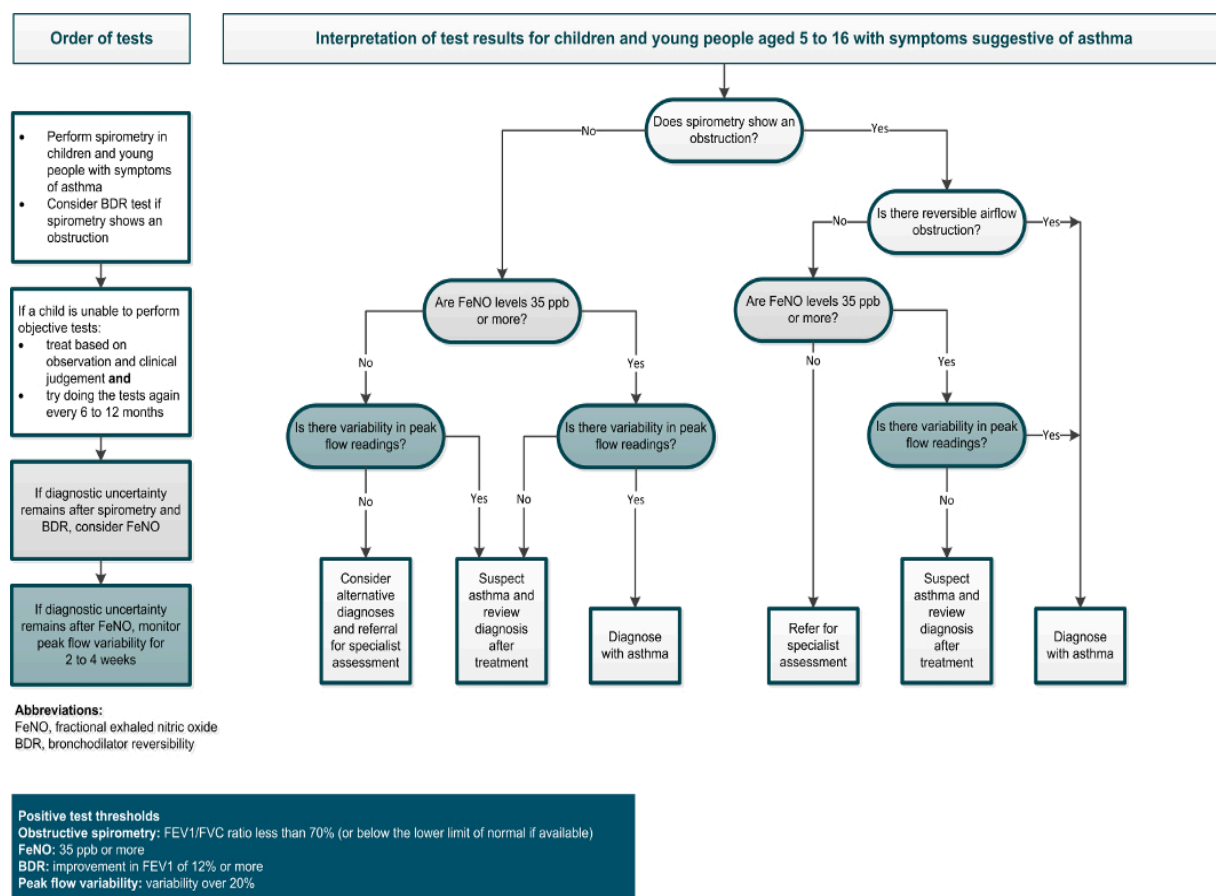 Order of tests
Interpretation of test results for children and young people aged 5 to 16 with symptoms suggestive of asthma
• Perform spirometry in
children and young
people with symptoms
of asthma
• Consider BDR test if
spirometry shows an
obstruction
If a child is unable to perform
objective tests:
• treat based on
observation and clinical
judgement and
• try doing the tests again
every 6 to 12 months
If diagnostic uncertainty
remains after spirometry and
BDR, consider FeNO
If diagnostic uncertainty
remains after FeNO, monitor
peak flow variability for
2 to 4 weeks
Abbreviations:
FeNO, fractional exhaled nitric oxide
BDR, bronchodilator reversibility
Does spirometry show an
obstruction?
No
Yes
Is there reversible airflow
obstruction?
No
Yes
Are FeNO levels 35 ppb
or more?
No
Yes
Are FeNO levels 35 ppb
or more?
No
Yes
Is there variability in peak
flow readings?
No
Yes
Is there variability in peak
flow readings?
No
Yes
Is there variability in peak
flow readings?
Yes
No
Consider
alternative
diagnoses
and referral
for specialist
assessment
Suspect
asthma and
review
diagnosis
after
treatment
Diagnose
with asthma
Refer for
specialist
assessment
Suspect
asthma and
review
diagnosis
after
treatment
Diagnose
with asthma
Positive test thresholds
Obstructive spirometry: FEV1/FVC ratio less than 70% (or below the lower limit of normal if available)
FeNO: 35 ppb or more
BDR: improvement in FEV1 of 12% or more
Peak flow variability: variability over 20%